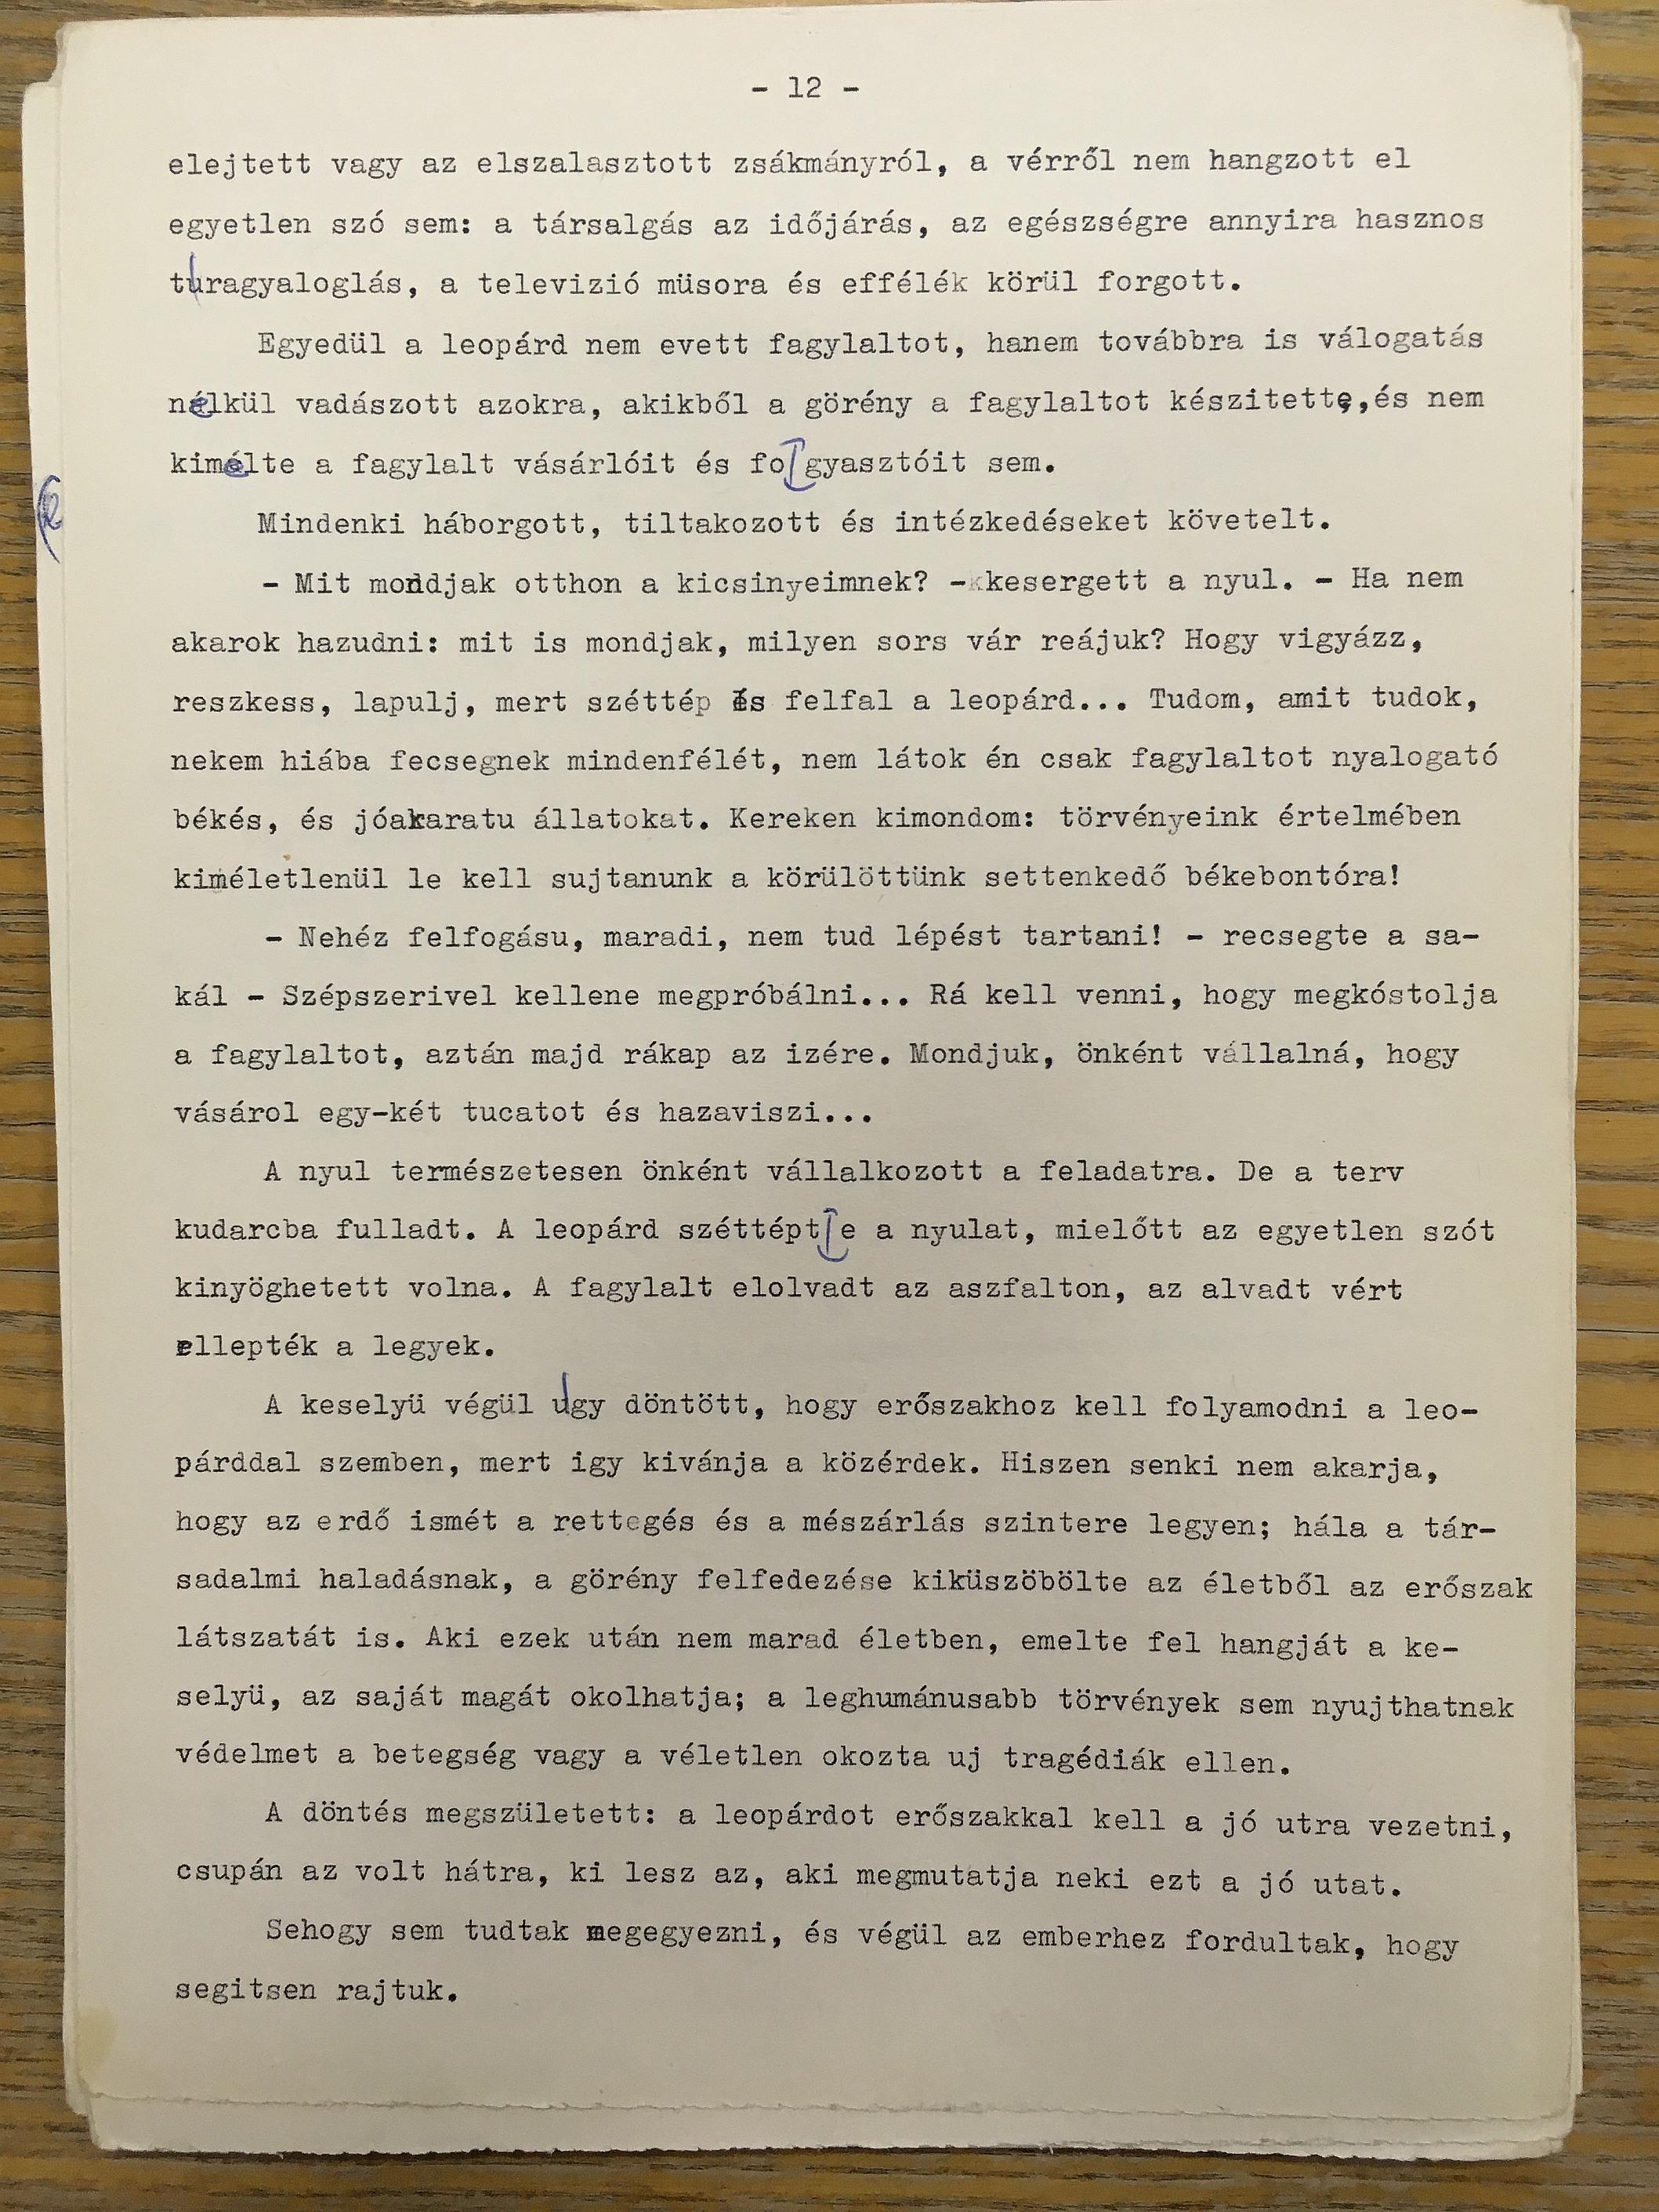 - 12 -
elejtett vagy az elszalasztott zsákmányról, a vérről nem hangzott el
egyetlen szó sem: a társalgás az időjárás, az egészségre annyira hasznos
turagyaloglás, a televizió müsora és effélék körül forgott.
Egyedül a leopárd nem evett fagylaltot, hanem továbbra is válogatás
nélkül vadászott azokra, akikből a görény a fagylaltot készitette,és nem
kimélte a fagylalt vásárlóit és fogyasztóit sem.
Mindenki háborgott, tiltakozott és intézkedéseket követelt.
- Mit mondjak otthon a kicsinyeimnek? - kesergett a nyul. - Ha nem
akarok hazudni: mit is mondjak, milyen sors vár reájuk? Hogy vigyázz,
reszkess, lapulj, mert széttép és felfal a leopárd... Tudom, amit tudok,
nekem hiába fecsegnek mindenfélét, nem látok én csak fagylaltot nyalogató
békés, és jóakaratu állatokat. Kereken kimondom: törvényeink értelmében
kiméletlenül le kell sujtanunk a körülöttünk settenkedő békebontóra!
- Nehéz felfogásu, maradi, nem tud lépést tartani! - recsegte a sa-
kál - Szépszerivel kellene megpróbálni... Rá kell venni, hogy megkóstolja
a fagylaltot, aztán majd rákap az izére. Mondjuk, önként vállalná, hogy
vásárol egy-két tucatot és hazaviszi...
A nyul természetesen önként vállalkozott a feladatra. De a terv
kudarcba fulladt. A leopárd széttépte a nyulat, mielőtt az egyetlen szót
kinyöghetett volna. A fagylalt elolvadt az aszfalton, az alvadt vért
ellepték a legyek.
A keselyü végül ugy döntött, hogy erőszakhoz kell folyamodni a leo-
párddal szemben, mert igy kivánja a közérdek. Hiszen senki nem akarja,
hogy az erdő ismét a rettegés és a mészárlás szintere legyen; hála a tár-
sadalmi haladásnak, a görény felfedezése kiküszöbölte az életből az erőszak
látszatát is. Aki ezek után nem marad életben, emelte fel hangját a ke-
selyü, az saját magát okolhatja; a leghumánusabb törvények sem nyujthatnak
védelmet a betegség vagy a véletlen okozta uj tragédiák ellen.
A döntés megszületett: a leopárdot erőszakkal kell a jó utra vezetni,
csupán az volt hátra, ki lesz az, aki megmutatja neki ezt a jó utat.
Sehogy sem tudtak megegyezni, és végül az emberhez fordultak, hogy
segitsen rajtuk.